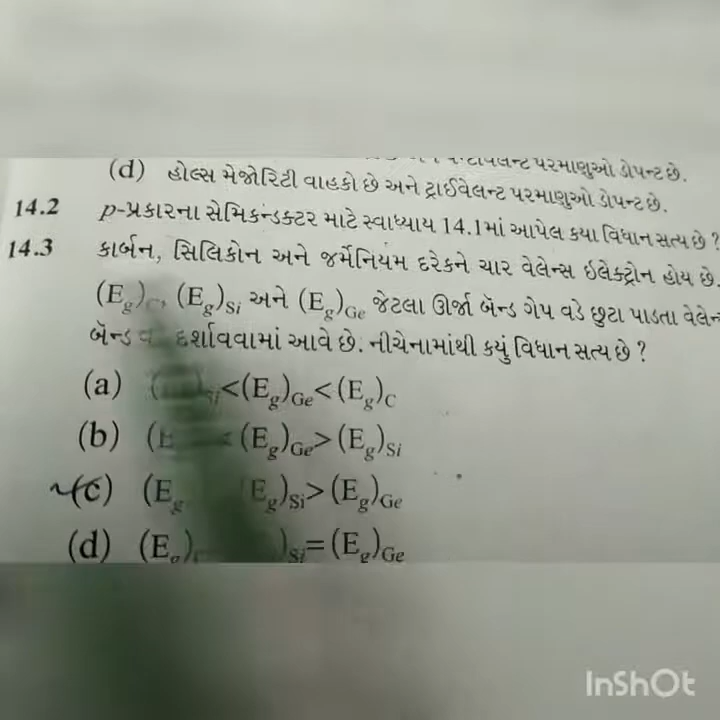 પરમાણુઓ ડોપન્ટ છે.
(d) હોલ્સ મેજોરિટી વાહકો છે અને ટ્રાઈવેલન્ટ પરમાણુઓ ડોપન્ટ છે.
14.2 p-પ્રકારના સેમિકન્ડક્ટર માટે સ્વાધ્યાય 14.1માં આપેલ કયા વિધાન સત્ય છે ?
14.3 કાર્બન, સિલિકોન અને જર્મેનિયમ દરેકને ચાર વેલેન્સ ઇલેક્ટ્રોન હોય છે.
(Eg)C, (Eg)Si અને (Eg)Ge જેટલા ઊર્જા બૅન્ડ ગેપ વડે છુટા પાડતા
બૅન્ડ દર્શાવવામાં આવે છે. નીચેનામાંથી કયું વિધાન સત્ય છે ?
(a) <(Eg)Ge<(Eg)C
(b) (Eg)Ge>(Eg)Si
(c) (Eg Eg)Si>(Eg)Ge
(d) (Eg) )Si=(Eg)Ge
InShOt